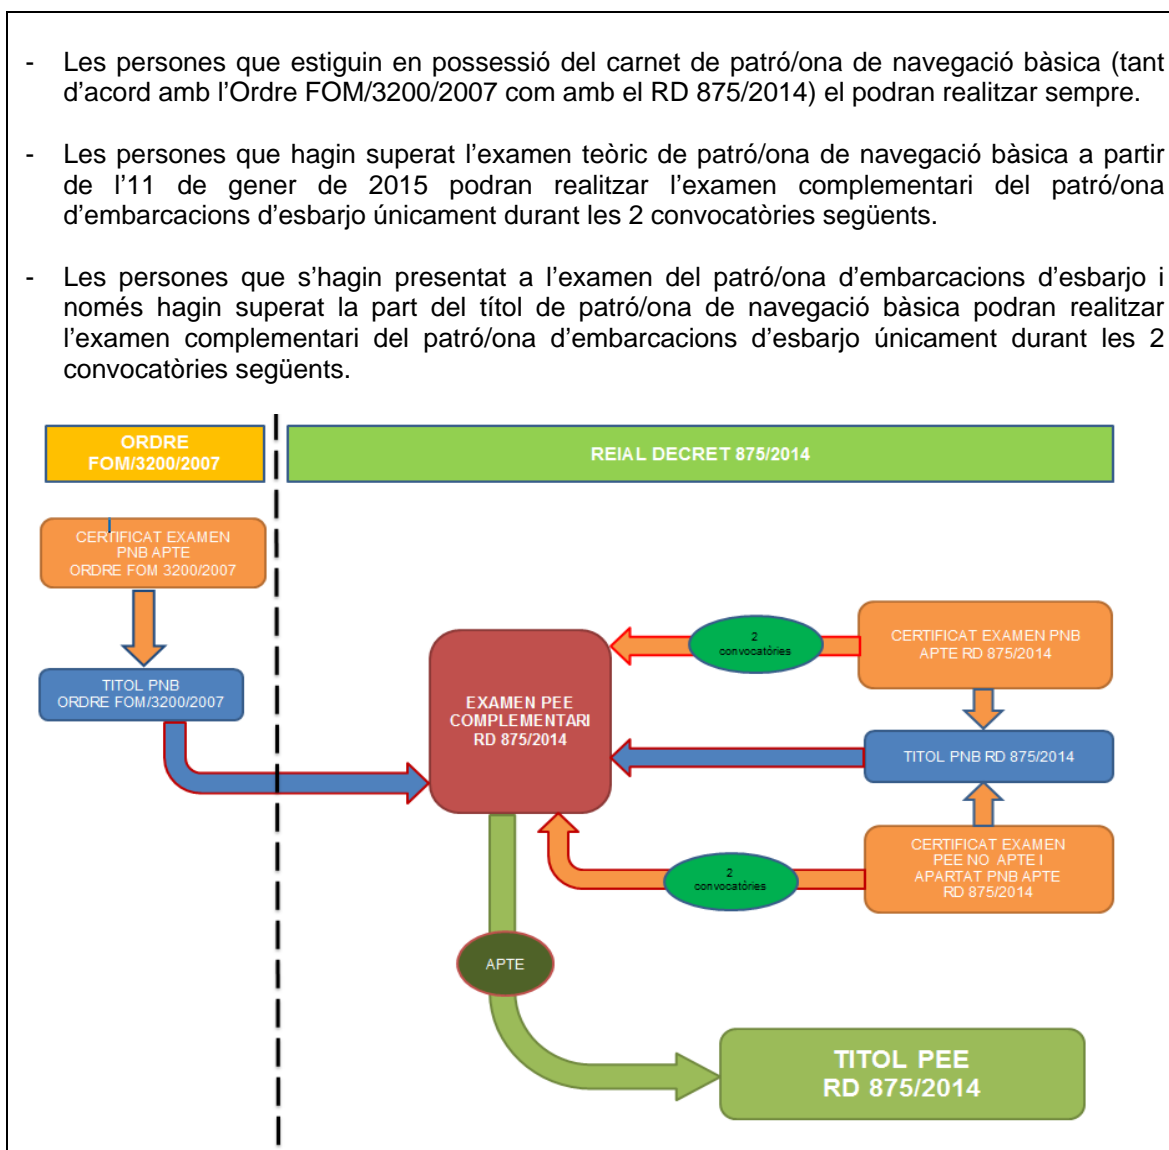 - Les persones que estiguin en possessió del carnet de patró/ona de navegació bàsica (tant
d’acord amb l’Ordre FOM/3200/2007 com amb el RD 875/2014) el podran realitzar sempre.
- Les persones que hagin superat l’examen teòric de patró/ona de navegació bàsica a partir
de l’11 de gener de 2015 podran realitzar l’examen complementari del patró/ona
d’embarcacions d’esbarjo únicament durant les 2 convocatòries següents.
- Les persones que s’hagin presentat a l’examen del patró/ona d’embarcacions d’esbarjo i
només hagin superat la part del títol de patró/ona de navegació bàsica podran realitzar
l’examen complementari del patró/ona d’embarcacions d’esbarjo únicament durant les 2
convocatòries següents.
ORDRE
FOM/3200/2007
REIAL DECRET 875/2014
CERTIFICAT EXAMEN
PNB APTE
ORDRE FOM 3200/2007
TITOL PNB
ORDRE FOM/3200/2007
EXAMEN PEE
COMPLEMENTARI
RD 875/2014
2
convocatòries
CERTIFICAT EXAMEN PNB
APTE RD 875/2014
TITOL PNB RD 875/2014
CERTIFICAT EXAMEN
PEE NO APTE I
APARTAT PNB APTE
RD 875/2014
2
convocatòries
APTE
TITOL PEE
RD 875/2014